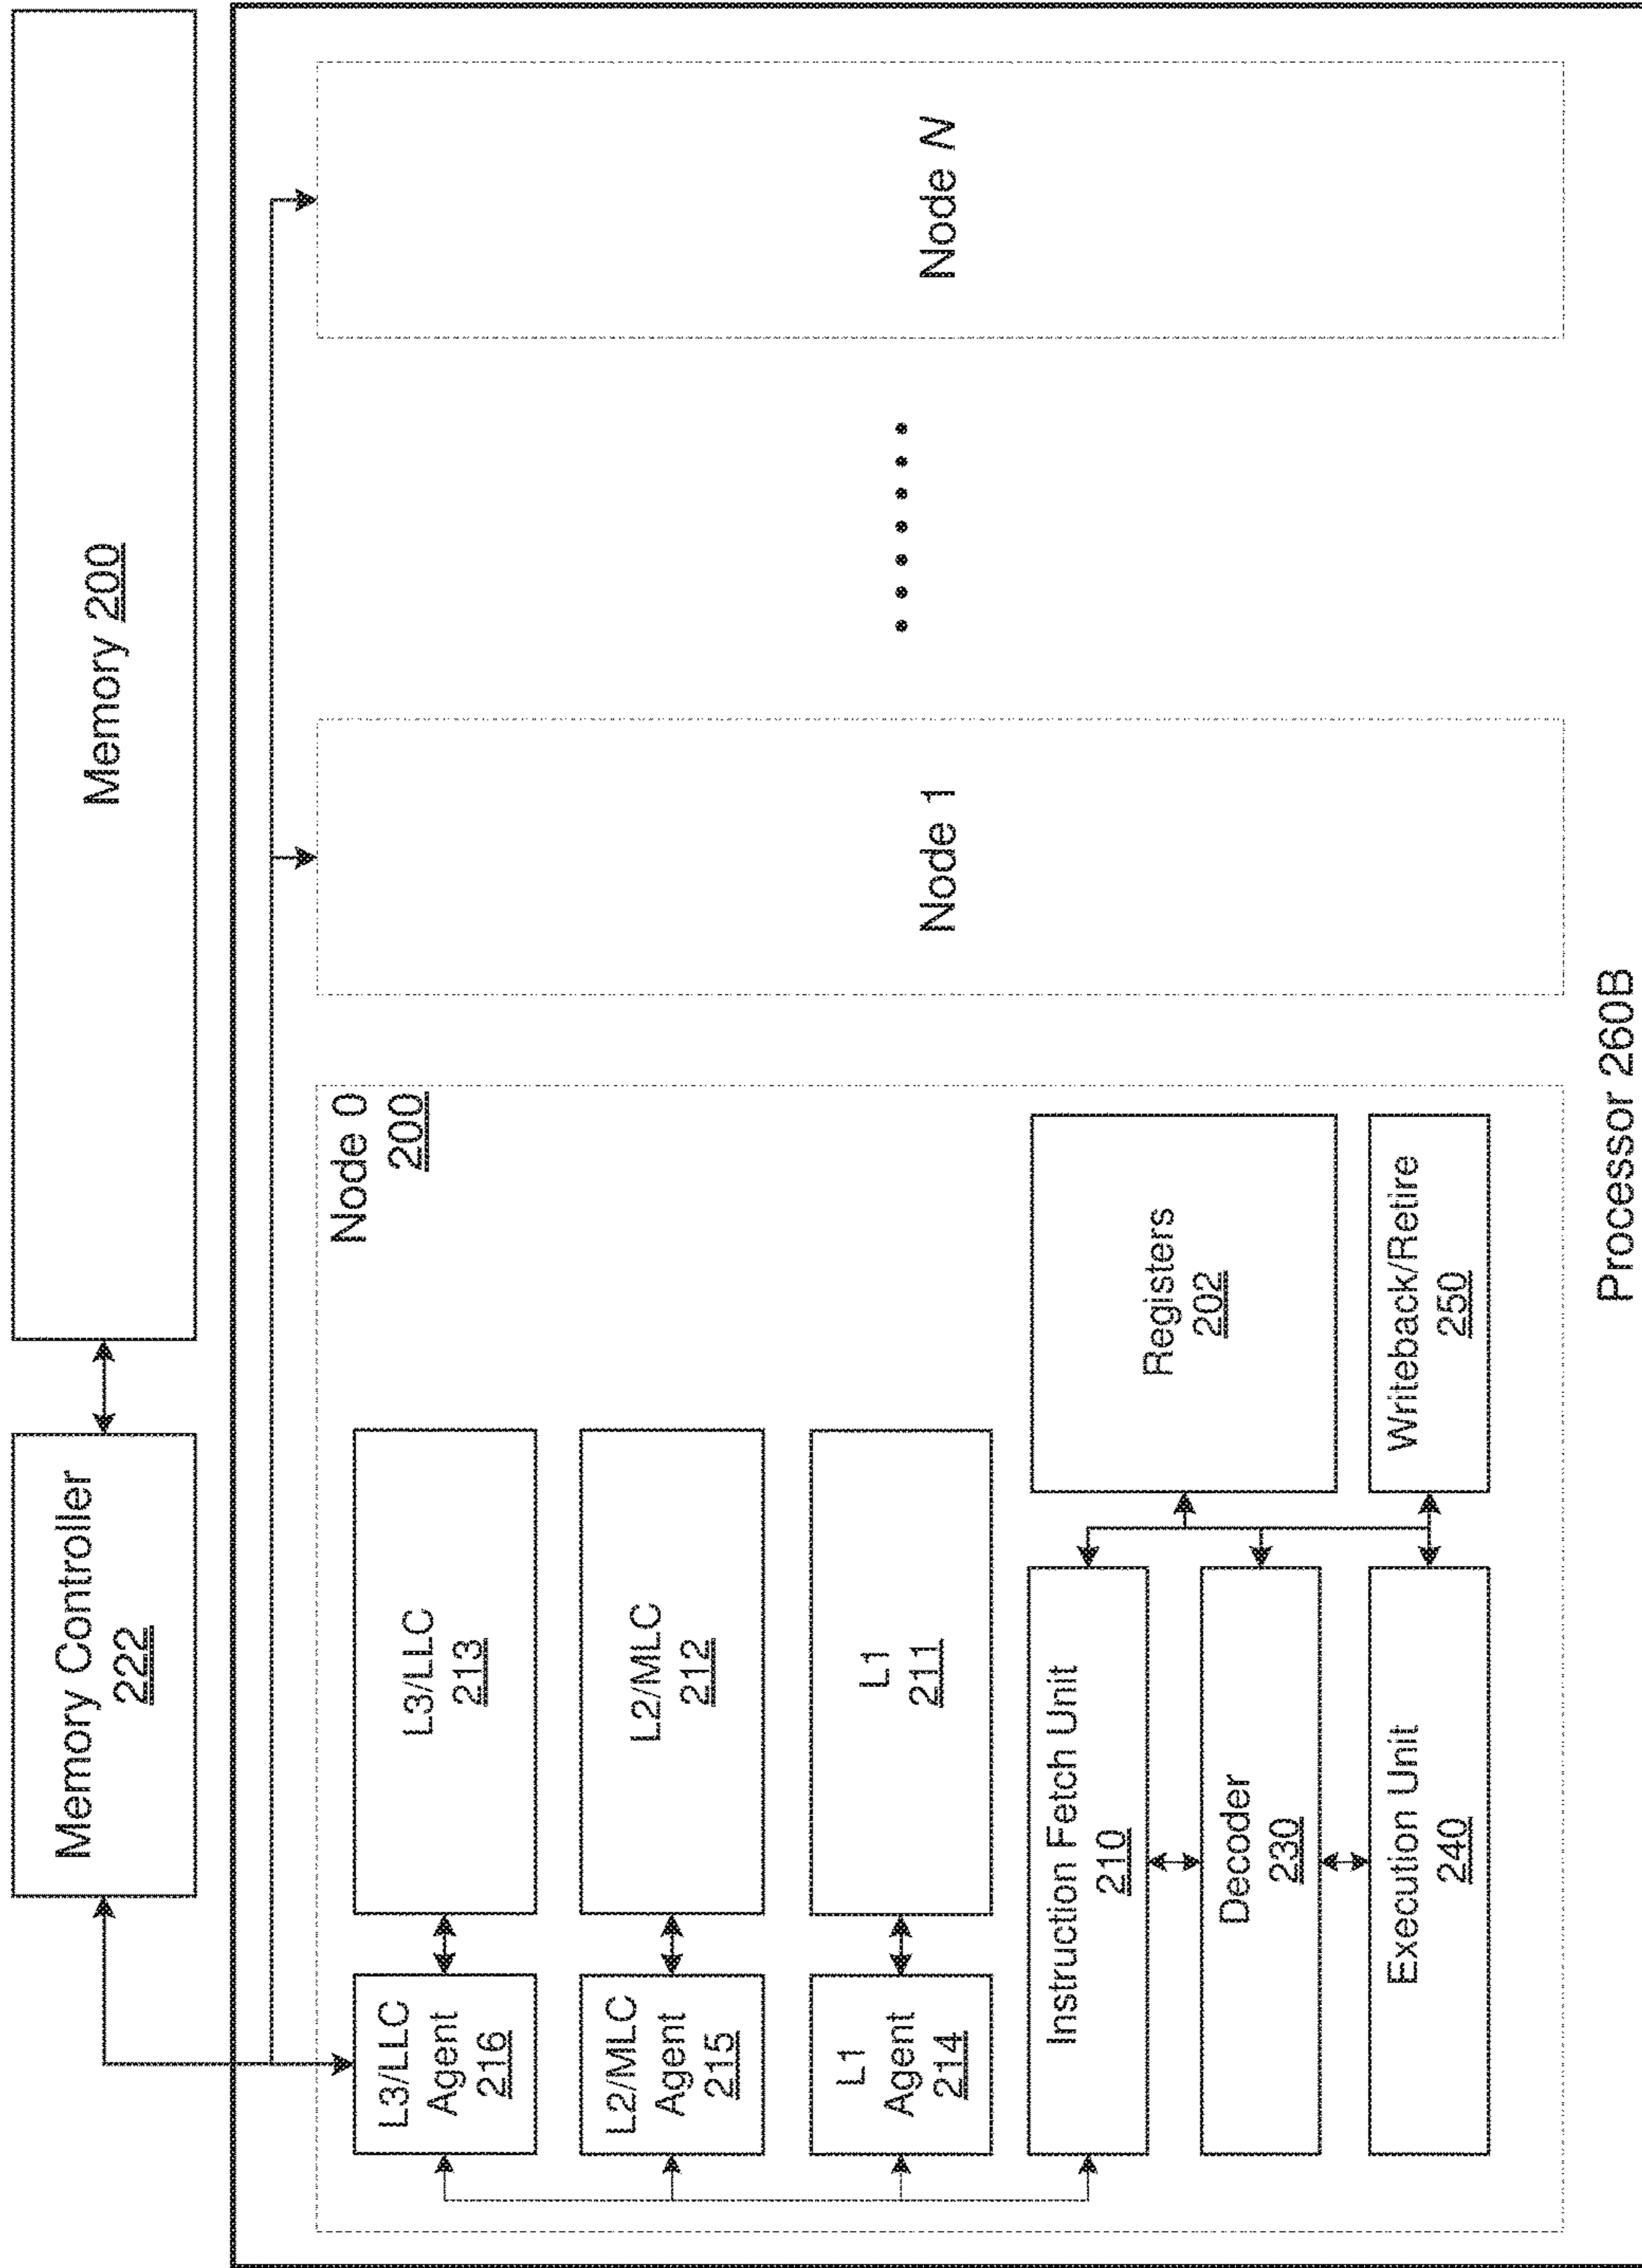 Memory Controller
222
Memory 200
Node 0
200
L3/LLC
Agent
216
L3/LLC
213
L2/MLC
Agent
215
L2/MLC
212
L1
Agent
214
L1
211
Instruction Fetch Unit
210
Decoder
230
Execution Unit
240
Registers
202
Writeback/Retire
250
Node 1
Node N
Processor 260B